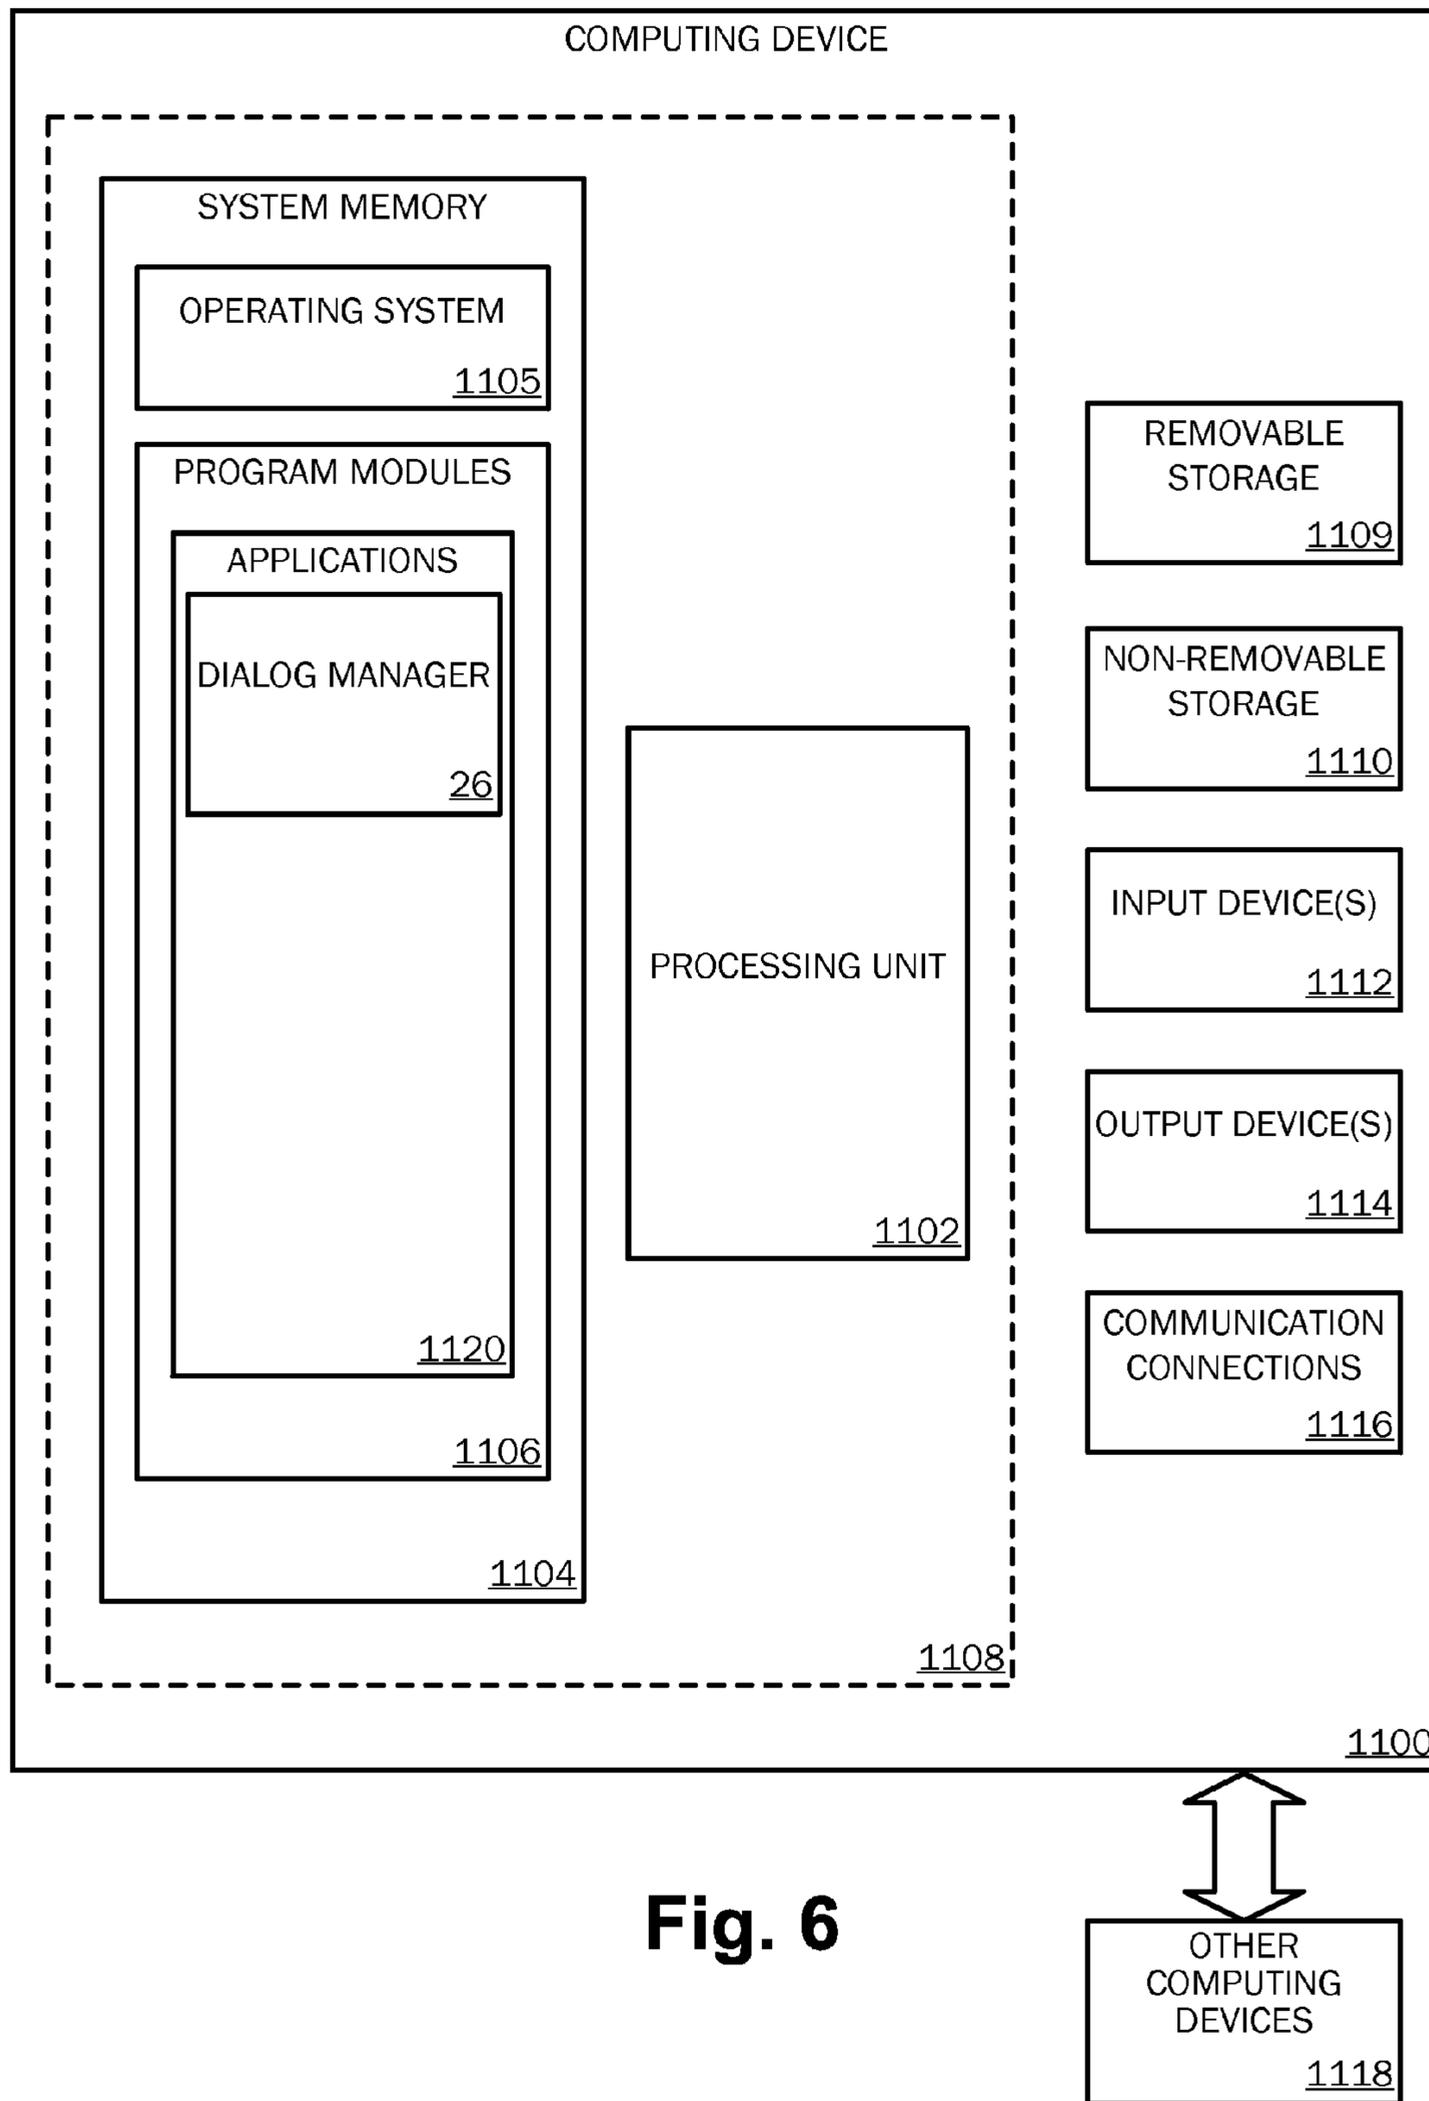 COMPUTING DEVICE
SYSTEM MEMORY
OPERATING SYSTEM
1105
PROGRAM MODULES
APPLICATIONS
DIALOG MANAGER
26
1120
1106
1104
PROCESSING UNIT
1102
1108
REMOVABLE
STORAGE
1109
NON-REMOVABLE
STORAGE
1110
INPUT DEVICE(S)
1112
OUTPUT DEVICE(S)
1114
COMMUNICATION
CONNECTIONS
1116
1100
Fig. 6
OTHER
COMPUTING
DEVICES
1118